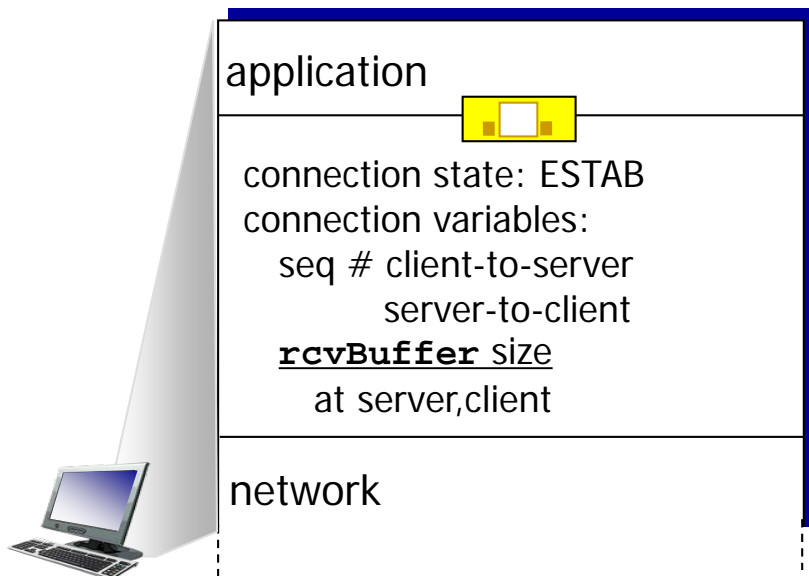 application
connection state: ESTAB
connection variables:
seq # client-to-server
server-to-client
rcvBuffer size
at server,client
network